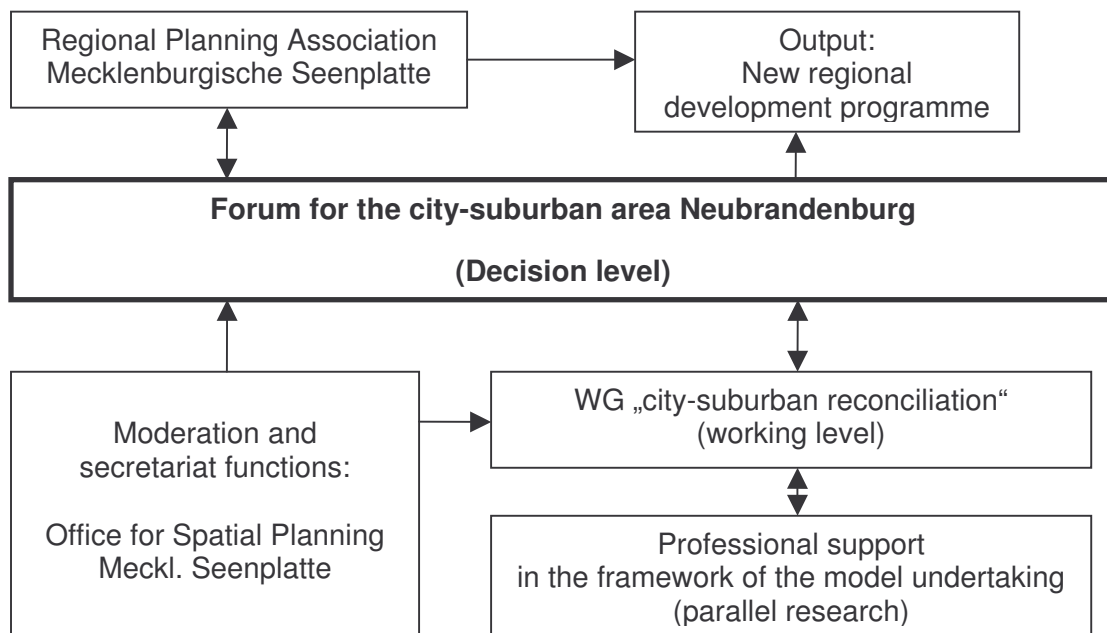 Regional Planning Association
Mecklenburgische Seenplatte
Output:
New regional
development programme
Forum for the city-suburban area Neubrandenburg
(Decision level)
Moderation and
secretariat functions:
Office for Spatial Planning
Meckl. Seenplatte
WG „city-suburban reconciliation“
(working level)
Professional support
in the framework of the model undertaking
(parallel research)